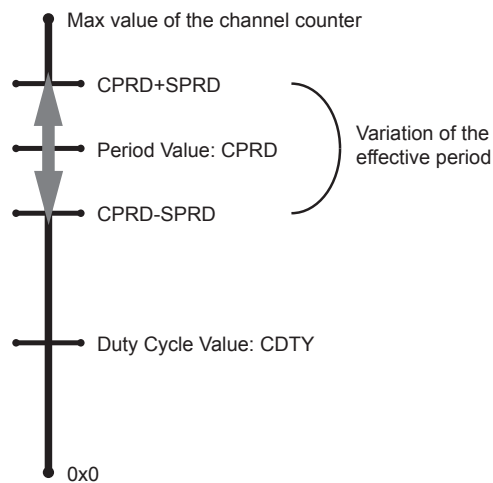 Max value of the channel counter
CPRD+SPRD
Period Value: CPRD
Variation of the
effective period
CPRD-SPRD
Duty Cycle Value: CDTY
0x0